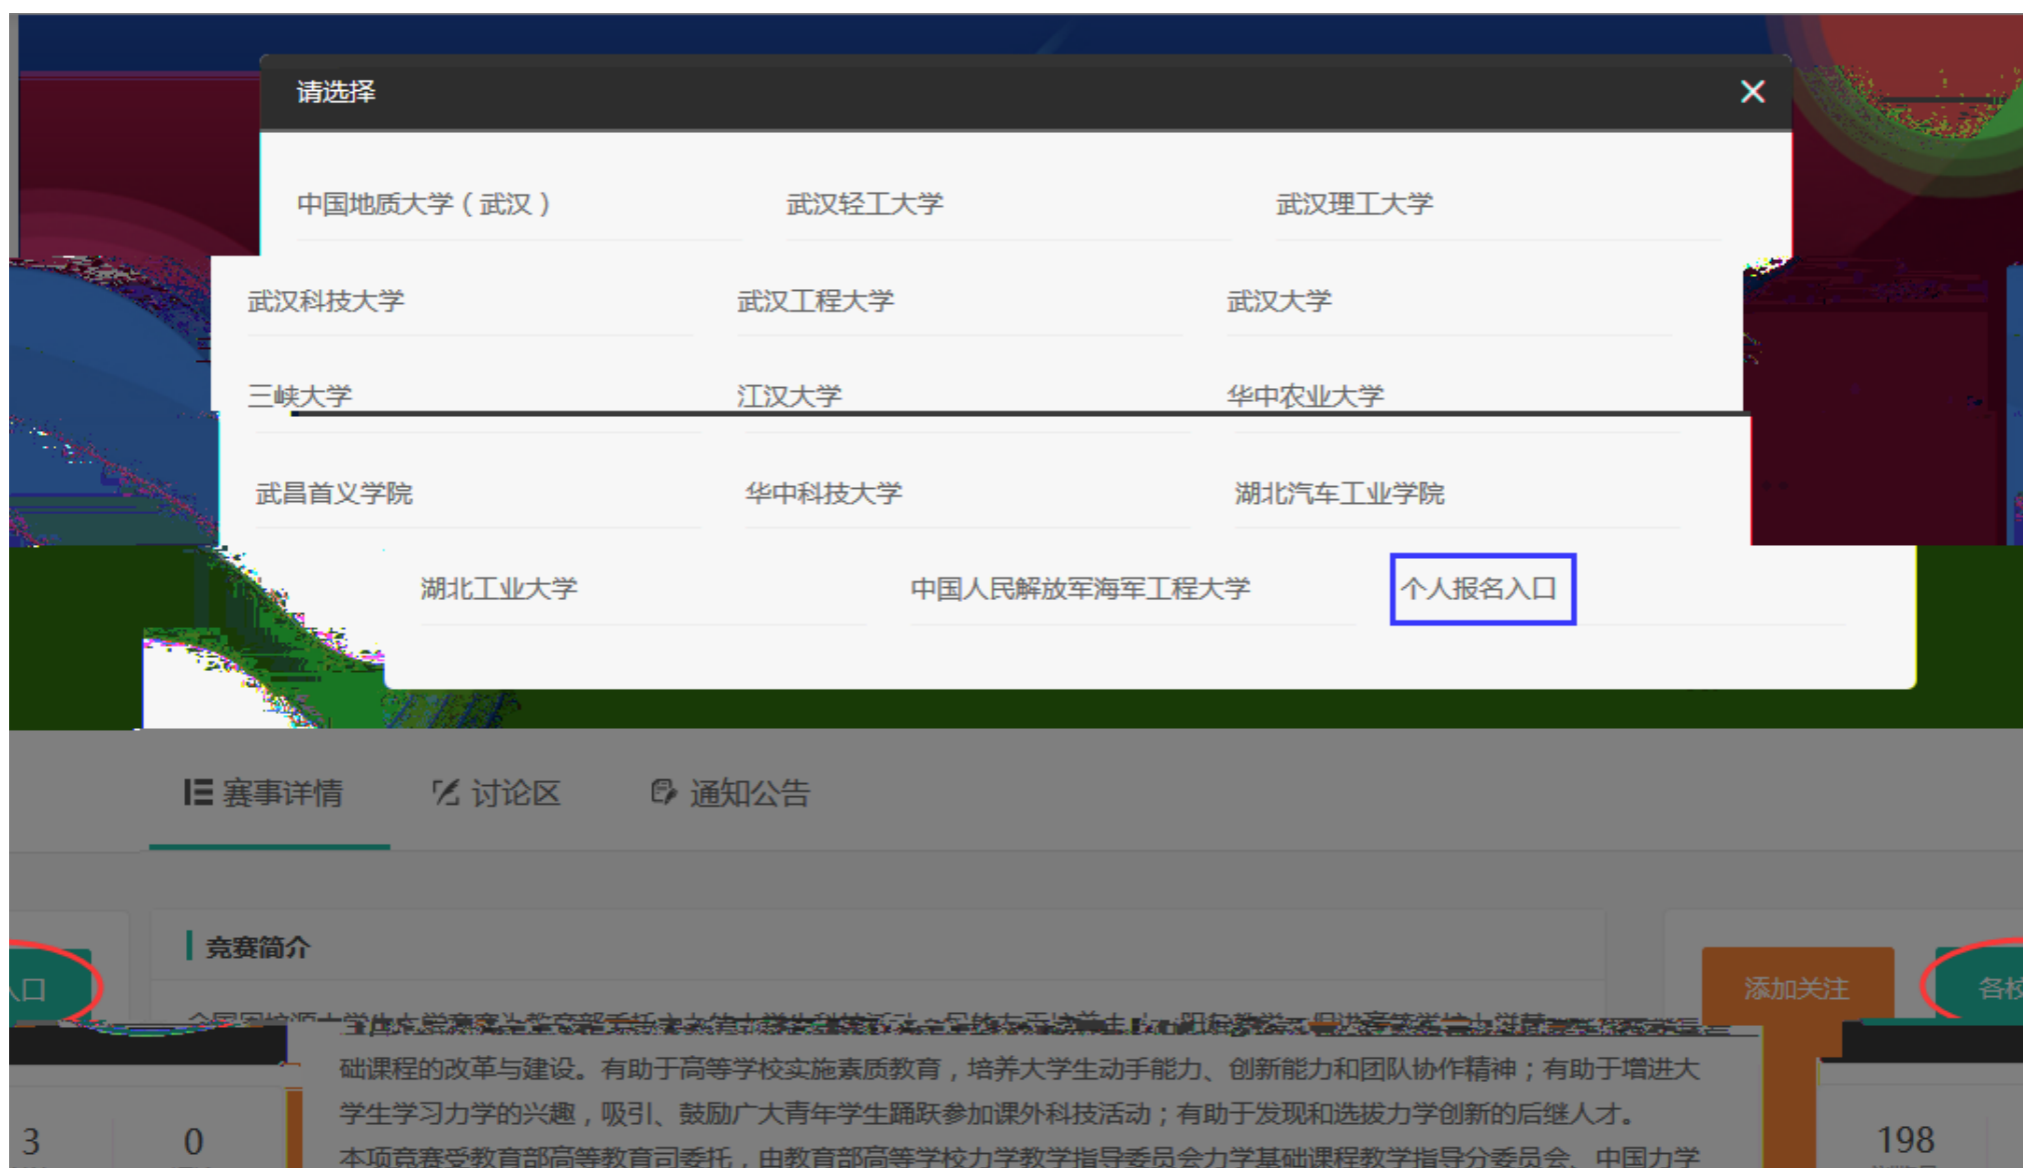 请选择
中国地质大学（武汉） 武汉轻工大学 武汉理工大学
武汉科技大学 武汉工程大学 武汉大学
三峡大学 江汉大学 华中农业大学
武昌首义学院 华中科技大学 湖北汽车工业学院
湖北工业大学 中国人民解放军海军工程大学 个人报名入口
赛事详情 讨论区 通知公告
竞赛简介
入口
添加关注 各校
础课程的改革与建设。有助于高等学校实施素质教育，培养大学生动手能力、创新能力和团队协作精神；有助于增进大
学生学习力学的兴趣，吸引、鼓励广大青年学生踊跃参加课外科技活动；有助于发现和选拔力学创新的后继人才。
3 0 198
本项竞赛受教育部高等教育司委托，由教育部高等学校力学教学指导委员会力学基础课程教学指导分委员会、中国力学